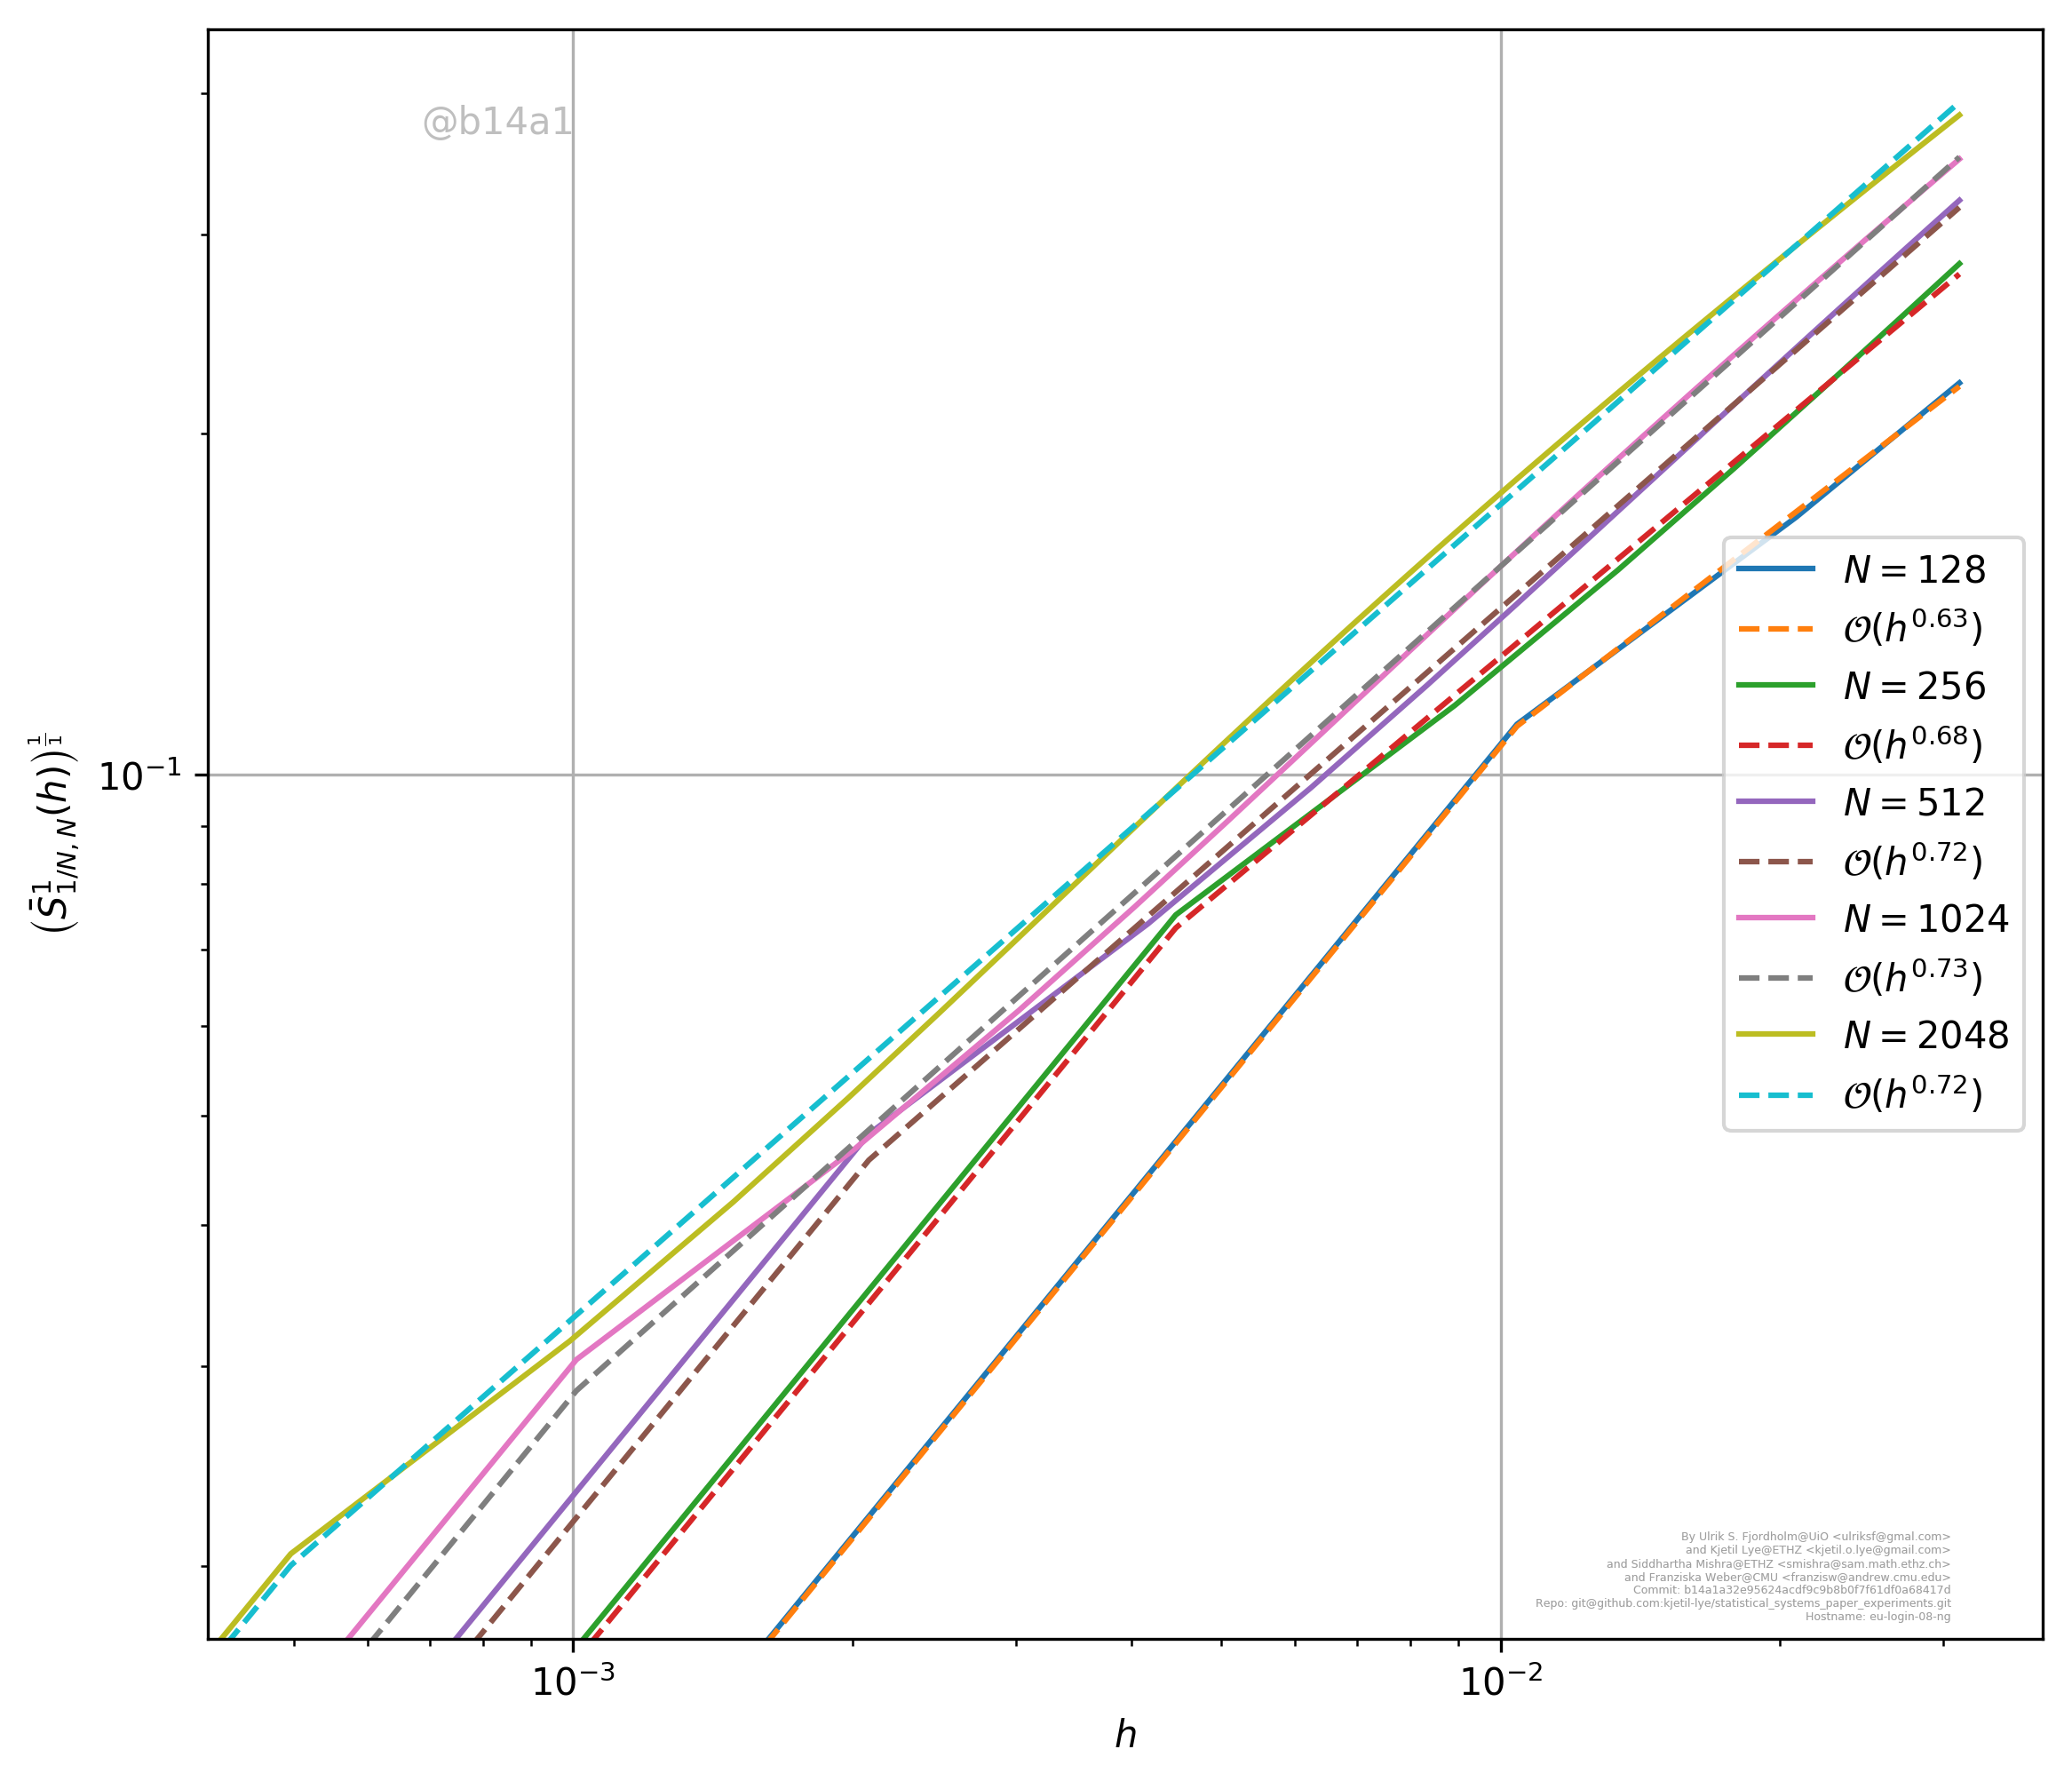 @b14a1
(S̄¹_{1/N, N}(h))^{1/1}
10⁻¹
N = 128
𝒪(h^{0.63})
N = 256
𝒪(h^{0.68})
N = 512
𝒪(h^{0.72})
N = 1024
𝒪(h^{0.73})
N = 2048
𝒪(h^{0.72})
By Ulrik S. Fjordholm@UiO <ulriksf@gmal.com>
and Kjetil Lye@ETHZ <kjetil.o.lye@gmail.com>
and Siddhartha Mishra@ETHZ <smishra@sam.math.ethz.ch>
and Franziska Weber@CMU <franzisw@andrew.cmu.edu>
Commit: b14a1a32e95624acdf9c9b8b0f7f61df0a68417d
Repo: git@github.com:kjetil-lye/statistical_systems_paper_experiments.git
Hostname: eu-login-08-ng
10⁻³
10⁻²
h